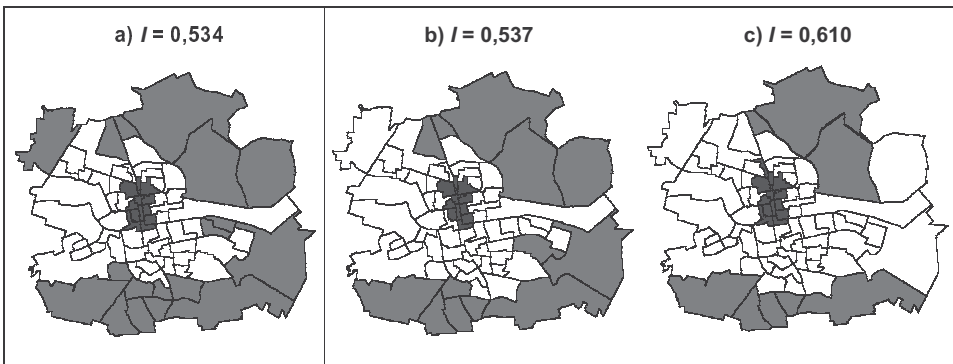 a) I = 0,534
b) I = 0,537
c) I = 0,610